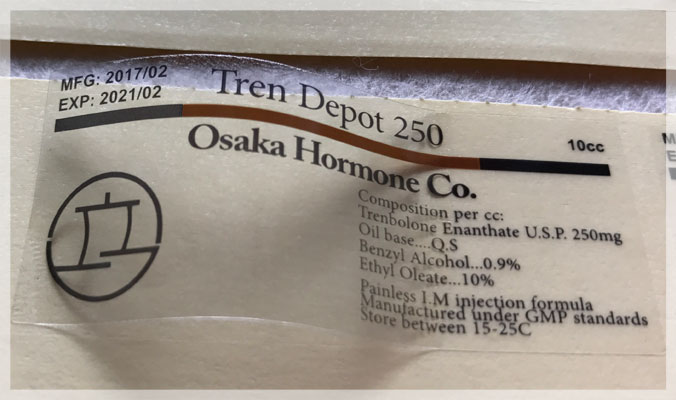 MFG: 2017/02
EXP: 2021/02
Tren Depot 250
10cc
Osaka Hormone Co.
Composition per cc:
Trenbolone Enanthate U.S.P. 250mg
Oil base....Q.S
Benzyl Alcohol...0.9%
Ethyl Oleate...10%
Painless I.M injection formula
Manufactured under GMP standards
Store between 15-25C
M
E